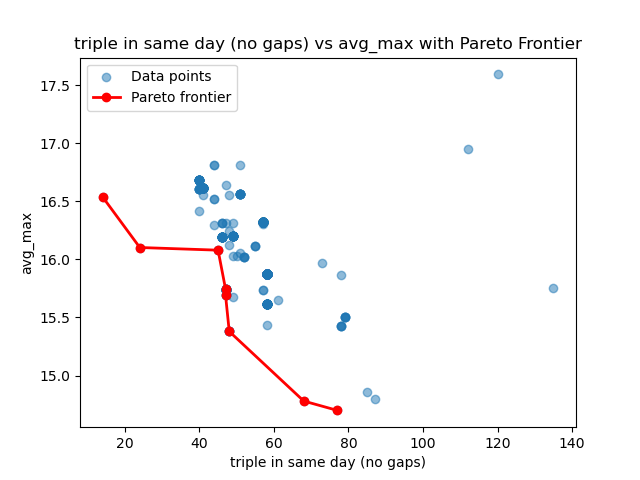 triple in same day (no gaps) vs avg_max with Pareto Frontier
Data points
Pareto frontier
17.5
17.0
16.5
16.0
15.5
15.0
avg_max
20
40
60
80
100
120
140
triple in same day (no gaps)